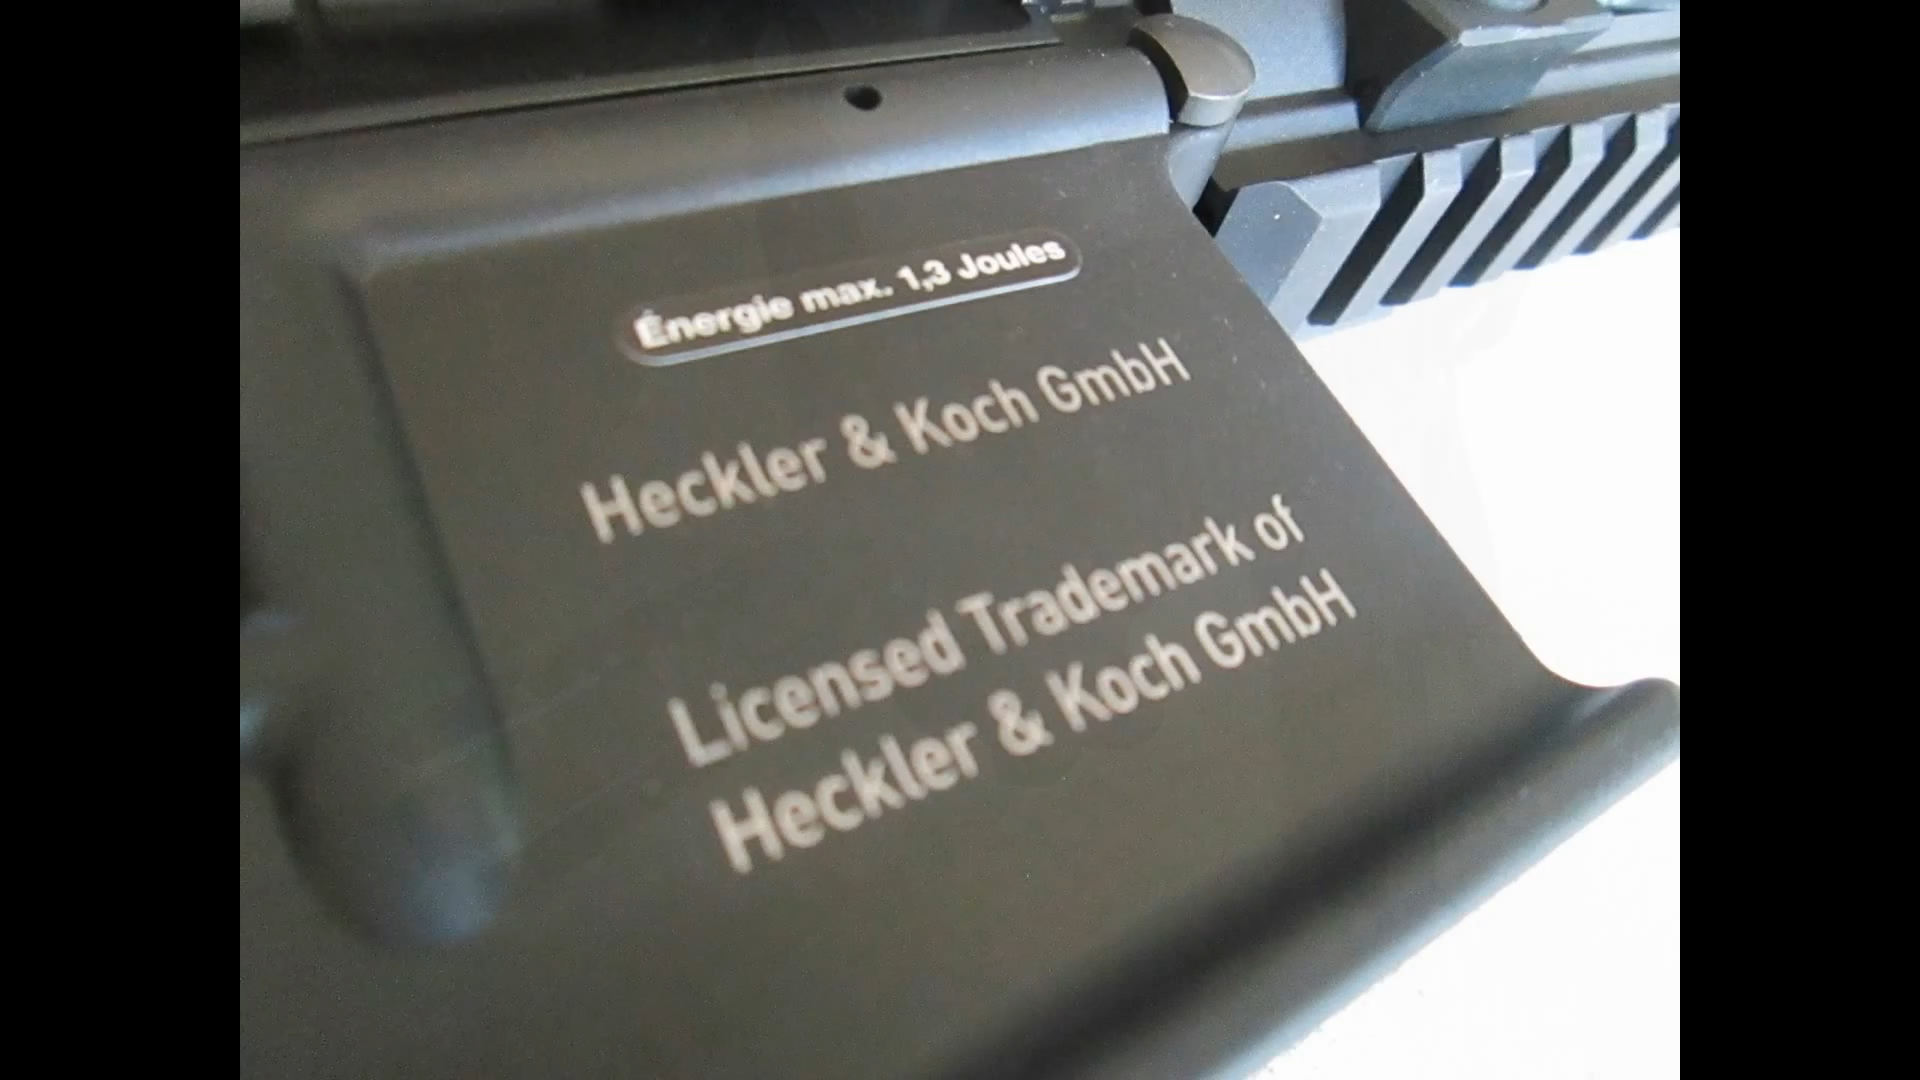 Énergie max. 1,3 Joules
Heckler & Koch GmbH
Licensed Trademark of
Heckler & Koch GmbH